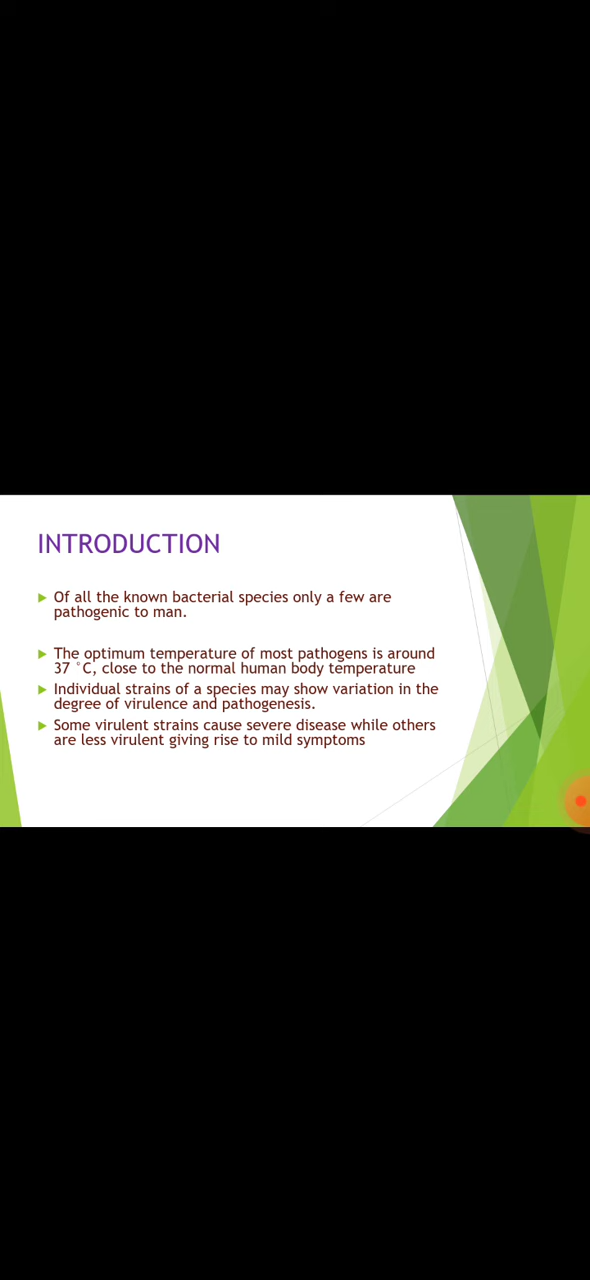 INTRODUCTION
Of all the known bacterial species only a few are
pathogenic to man.
The optimum temperature of most pathogens is around
37 °C, close to the normal human body temperature
Individual strains of a species may show variation in the
degree of virulence and pathogenesis.
Some virulent strains cause severe disease while others
are less virulent giving rise to mild symptoms